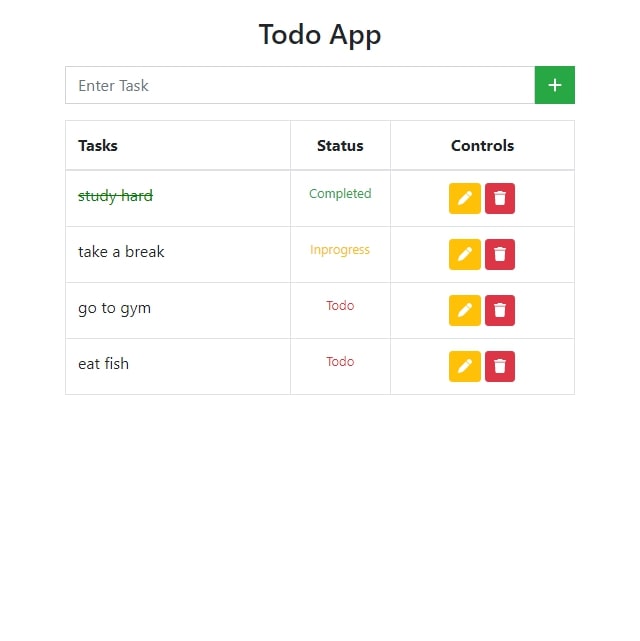 Todo App
Enter Task
Tasks Status Controls
study hard Completed
take a break Inprogress
go to gym Todo
eat fish Todo